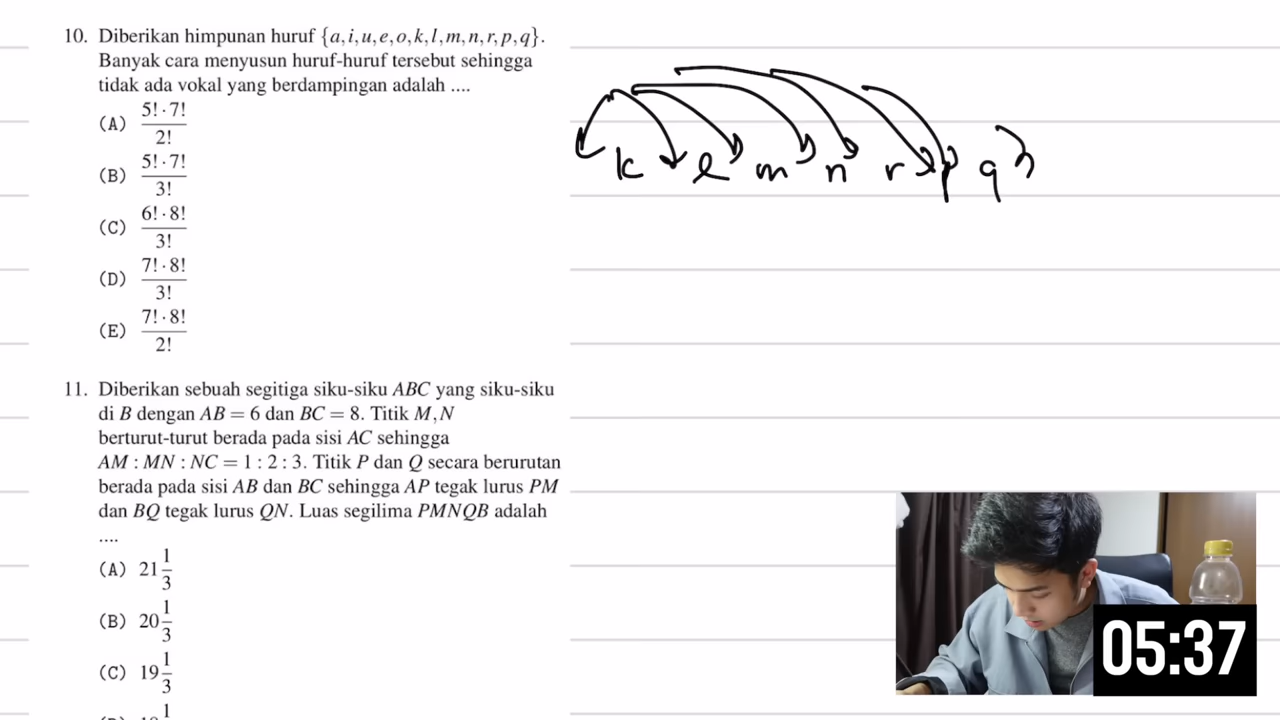 10. Diberikan himpunan huruf {a,i,u,e,o,k,l,m,n,r,p,q}.
Banyak cara menyusun huruf-huruf tersebut sehingga
tidak ada vokal yang berdampingan adalah ....
(A) 5!·7!/2!
(B) 5!·7!/3!
(C) 6!·8!/3!
(D) 7!·8!/3!
(E) 7!·8!/2!
11. Diberikan sebuah segitiga siku-siku ABC yang siku-siku
di B dengan AB = 6 dan BC = 8. Titik M,N
berturut-turut berada pada sisi AC sehingga
AM : MN : NC = 1 : 2 : 3. Titik P dan Q secara berurutan
berada pada sisi AB dan BC sehingga AP tegak lurus PM
dan BQ tegak lurus QN. Luas segilima PMNQB adalah
....
(A) 21 1/3
(B) 20 1/3
(C) 19 1/3
k l m n r p q
05:37